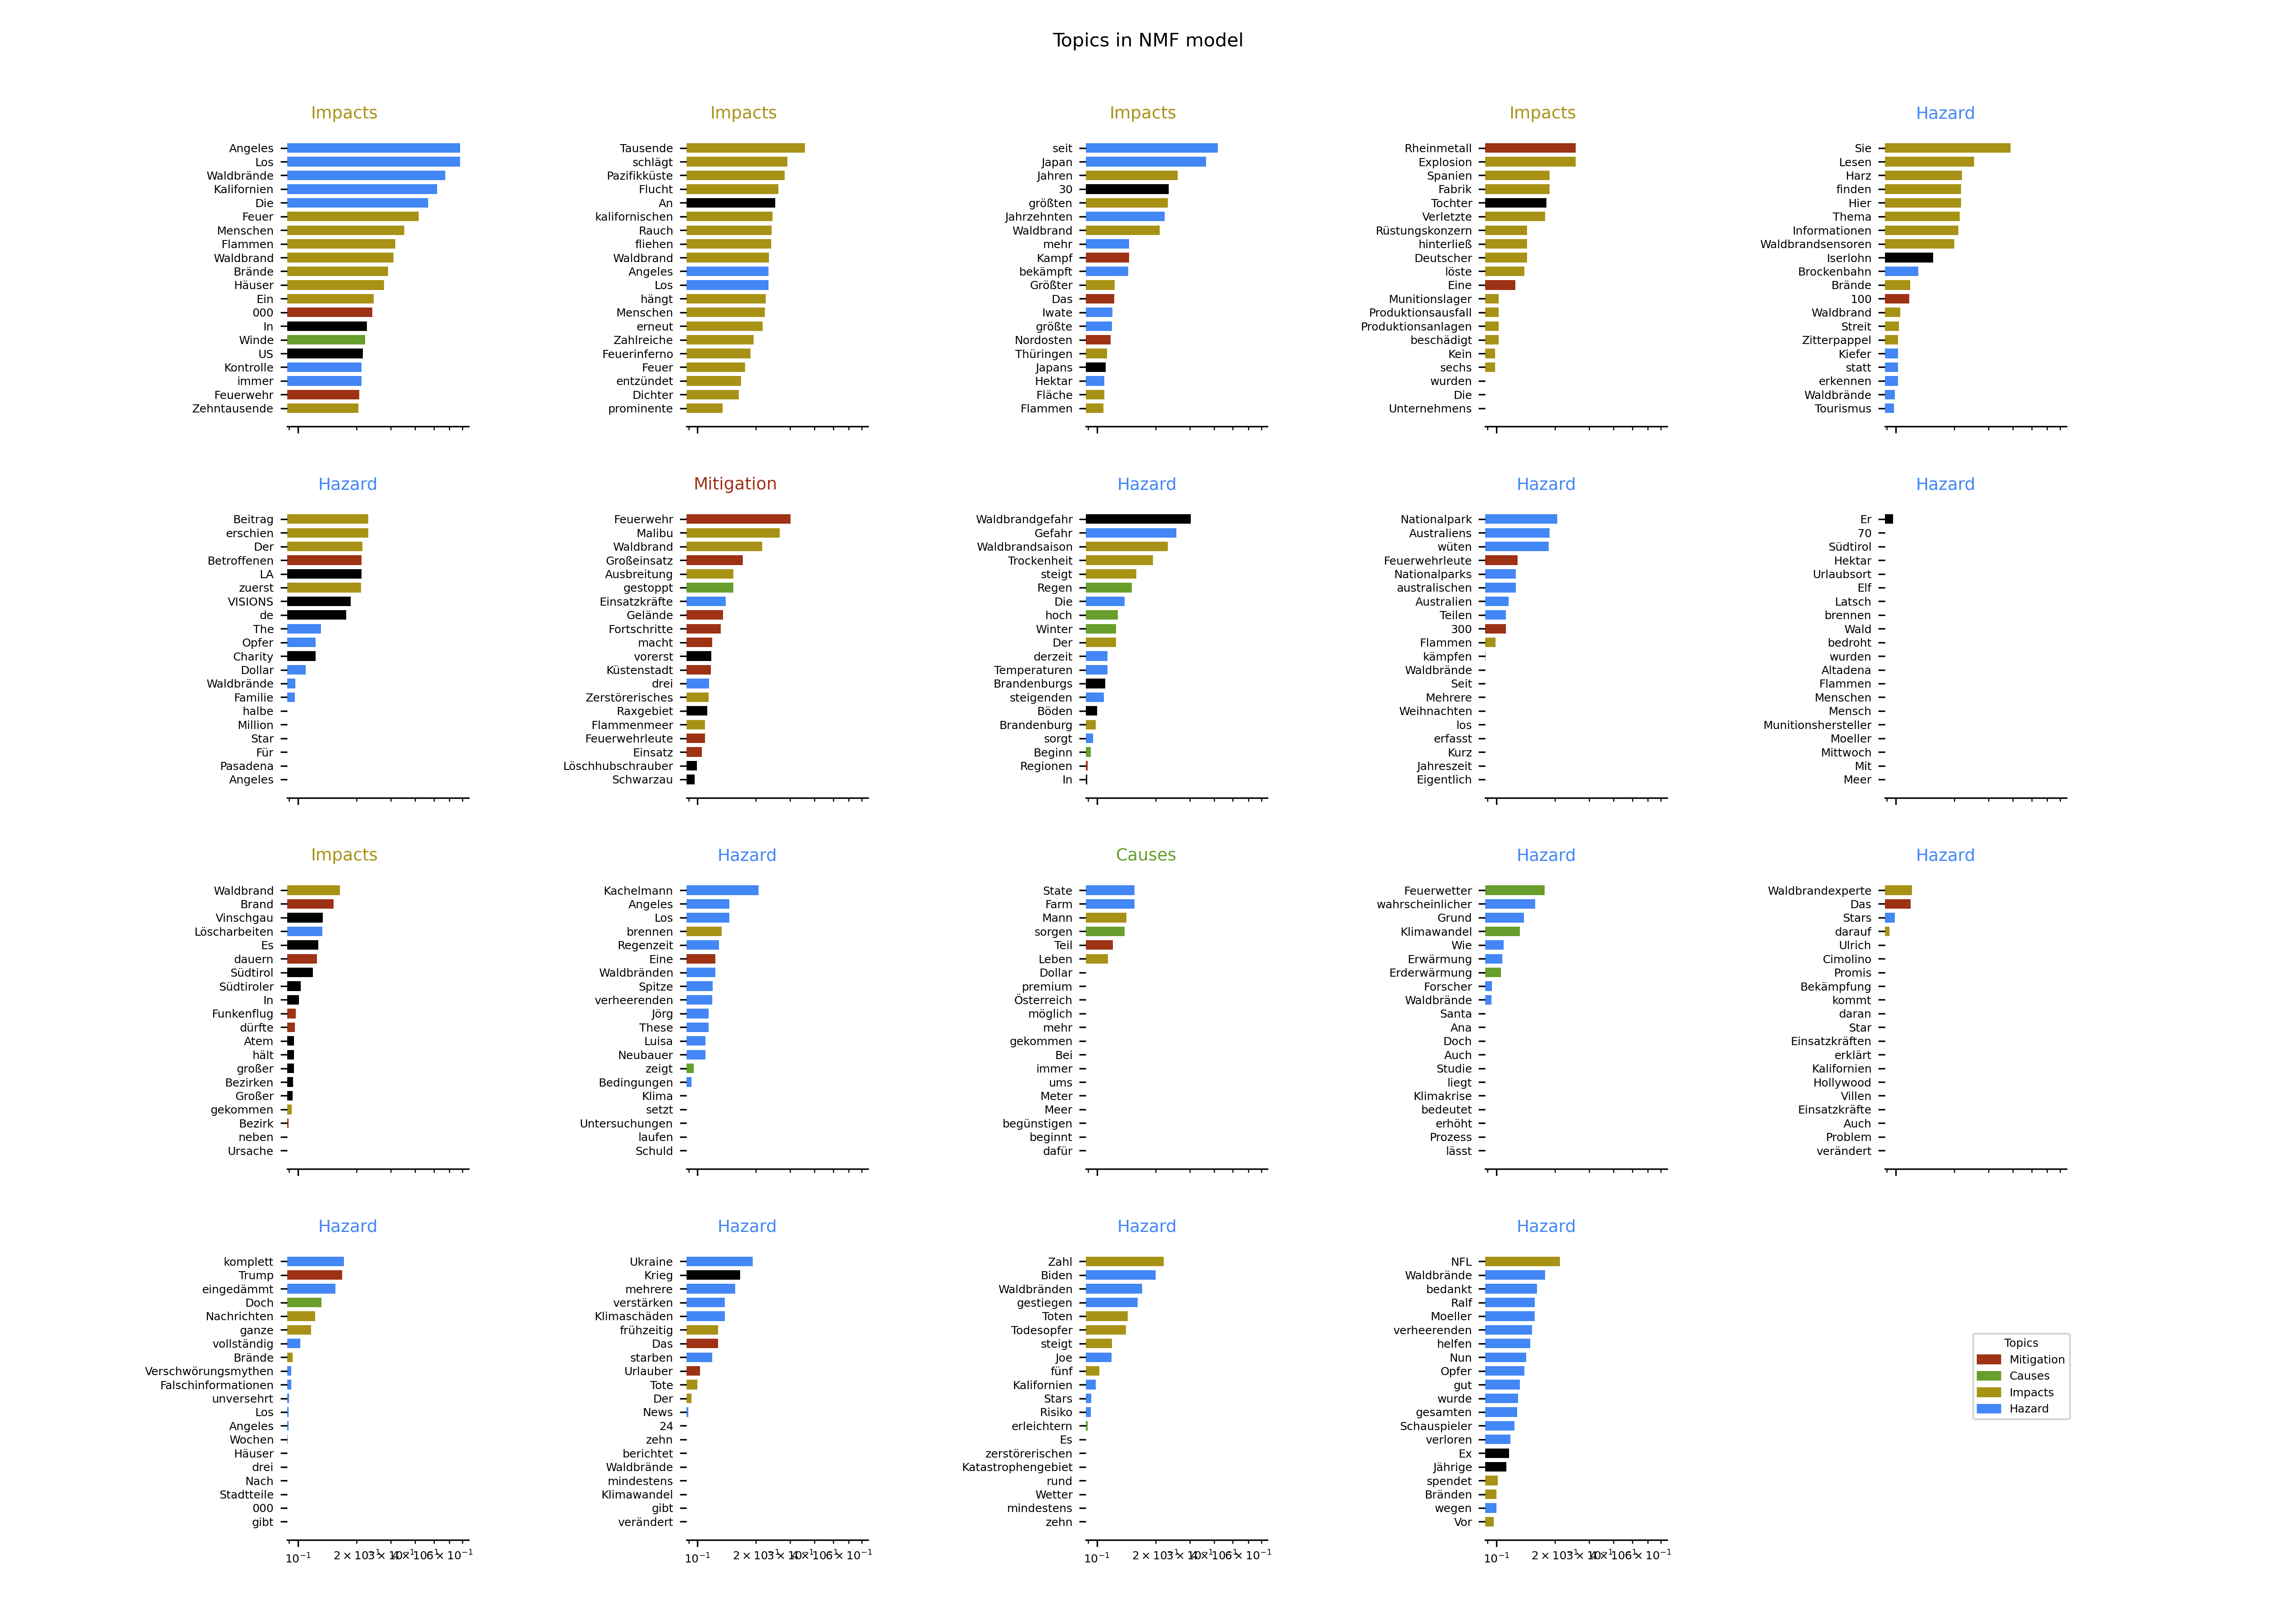 Topics in NMF model
Impacts
Angeles
Los
Waldbrände
Kalifornien
Die
Feuer
Menschen
Flammen
Waldbrand
Brände
Häuser
Ein
000
In
Winde
US
Kontrolle
immer
Feuerwehr
Zehntausende
Impacts
Tausende
schlägt
Pazifikküste
Flucht
An
kalifornischen
Rauch
fliehen
Waldbrand
Angeles
Los
hängt
Menschen
erneut
Zahlreiche
Feuerinferno
Feuer
entzündet
Dichter
prominente
Impacts
seit
Japan
Jahren
30
größten
Jahrzehnten
Waldbrand
mehr
Kampf
bekämpft
Größter
Das
Iwate
größte
Nordosten
Thüringen
Japans
Hektar
Fläche
Flammen
Impacts
Rheinmetall
Explosion
Spanien
Fabrik
Tochter
Verletzte
Rüstungskonzern
hinterließ
Deutscher
löste
Eine
Munitionslager
Produktionsausfall
Produktionsanlagen
beschädigt
Kein
sechs
wurden
Die
Unternehmens
Hazard
Sie
Lesen
Harz
finden
Hier
Thema
Informationen
Waldbrandsensoren
Iserlohn
Brockenbahn
Brände
100
Waldbrand
Streit
Zitterpappel
Kiefer
statt
erkennen
Waldbrände
Tourismus
Hazard
Beitrag
erschien
Der
Betroffenen
LA
zuerst
VISIONS
de
The
Opfer
Charity
Dollar
Waldbrände
Familie
halbe
Million
Star
Für
Pasadena
Angeles
Mitigation
Feuerwehr
Malibu
Waldbrand
Großeinsatz
Ausbreitung
gestoppt
Einsatzkräfte
Gelände
Fortschritte
macht
vorerst
Küstenstadt
drei
Zerstörerisches
Raxgebiet
Flammenmeer
Feuerwehrleute
Einsatz
Löschhubschrauber
Schwarzau
Hazard
Waldbrandgefahr
Gefahr
Waldbrandsaison
Trockenheit
steigt
Regen
Die
hoch
Winter
Der
derzeit
Temperaturen
Brandenburgs
steigenden
Böden
Brandenburg
sorgt
Beginn
Regionen
In
Hazard
Nationalpark
Australiens
wüten
Feuerwehrleute
Nationalparks
australischen
Australien
Teilen
300
Flammen
kämpfen
Waldbrände
Seit
Mehrere
Weihnachten
los
erfasst
Kurz
Jahreszeit
Eigentlich
Hazard
Er
70
Südtirol
Hektar
Urlaubsort
Elf
Latsch
brennen
Wald
bedroht
wurden
Altadena
Flammen
Menschen
Mensch
Munitionshersteller
Moeller
Mittwoch
Mit
Meer
Impacts
Waldbrand
Brand
Vinschgau
Löscharbeiten
Es
dauern
Südtirol
Südtiroler
In
Funkenflug
dürfte
Atem
hält
großer
Bezirken
Großer
gekommen
Bezirk
neben
Ursache
Hazard
Kachelmann
Angeles
Los
brennen
Regenzeit
Eine
Waldbränden
Spitze
verheerenden
Jörg
These
Luisa
Neubauer
zeigt
Bedingungen
Klima
setzt
Untersuchungen
laufen
Schuld
Causes
State
Farm
Mann
sorgen
Teil
Leben
Dollar
premium
Österreich
möglich
mehr
gekommen
Bei
immer
ums
Meter
Meer
begünstigen
beginnt
dafür
Hazard
Feuerwetter
wahrscheinlicher
Grund
Klimawandel
Wie
Erwärmung
Erderwärmung
Forscher
Waldbrände
Santa
Ana
Doch
Auch
Studie
liegt
Klimakrise
bedeutet
erhöht
Prozess
lässt
Hazard
Waldbrandexperte
Das
Stars
darauf
Ulrich
Cimolino
Promis
Bekämpfung
kommt
daran
Star
Einsatzkräften
erklärt
Kalifornien
Hollywood
Villen
Einsatzkräfte
Auch
Problem
verändert
Hazard
komplett
Trump
eingedämmt
Doch
Nachrichten
ganze
vollständig
Brände
Verschwörungsmythen
Falschinformationen
unversehrt
Los
Angeles
Wochen
Häuser
drei
Nach
Stadtteile
000
gibt
10⁻¹
Hazard
Ukraine
Krieg
mehrere
verstärken
Klimaschäden
frühzeitig
Das
starben
Urlauber
Tote
Der
News
24
zehn
berichtet
Waldbrände
mindestens
Klimawandel
gibt
verändert
10⁻¹
Hazard
Zahl
Biden
Waldbränden
gestiegen
Toten
Todesopfer
steigt
Joe
fünf
Kalifornien
Stars
Risiko
erleichtern
Es
zerstörerischen
Katastrophengebiet
rund
Wetter
mindestens
zehn
10⁻¹
Hazard
NFL
Waldbrände
bedankt
Ralf
Moeller
verheerenden
helfen
Nun
Opfer
gut
wurde
gesamten
Schauspieler
verloren
Ex
Jährige
spendet
Bränden
wegen
Vor
10⁻¹
Topics
Mitigation
Causes
Impacts
Hazard